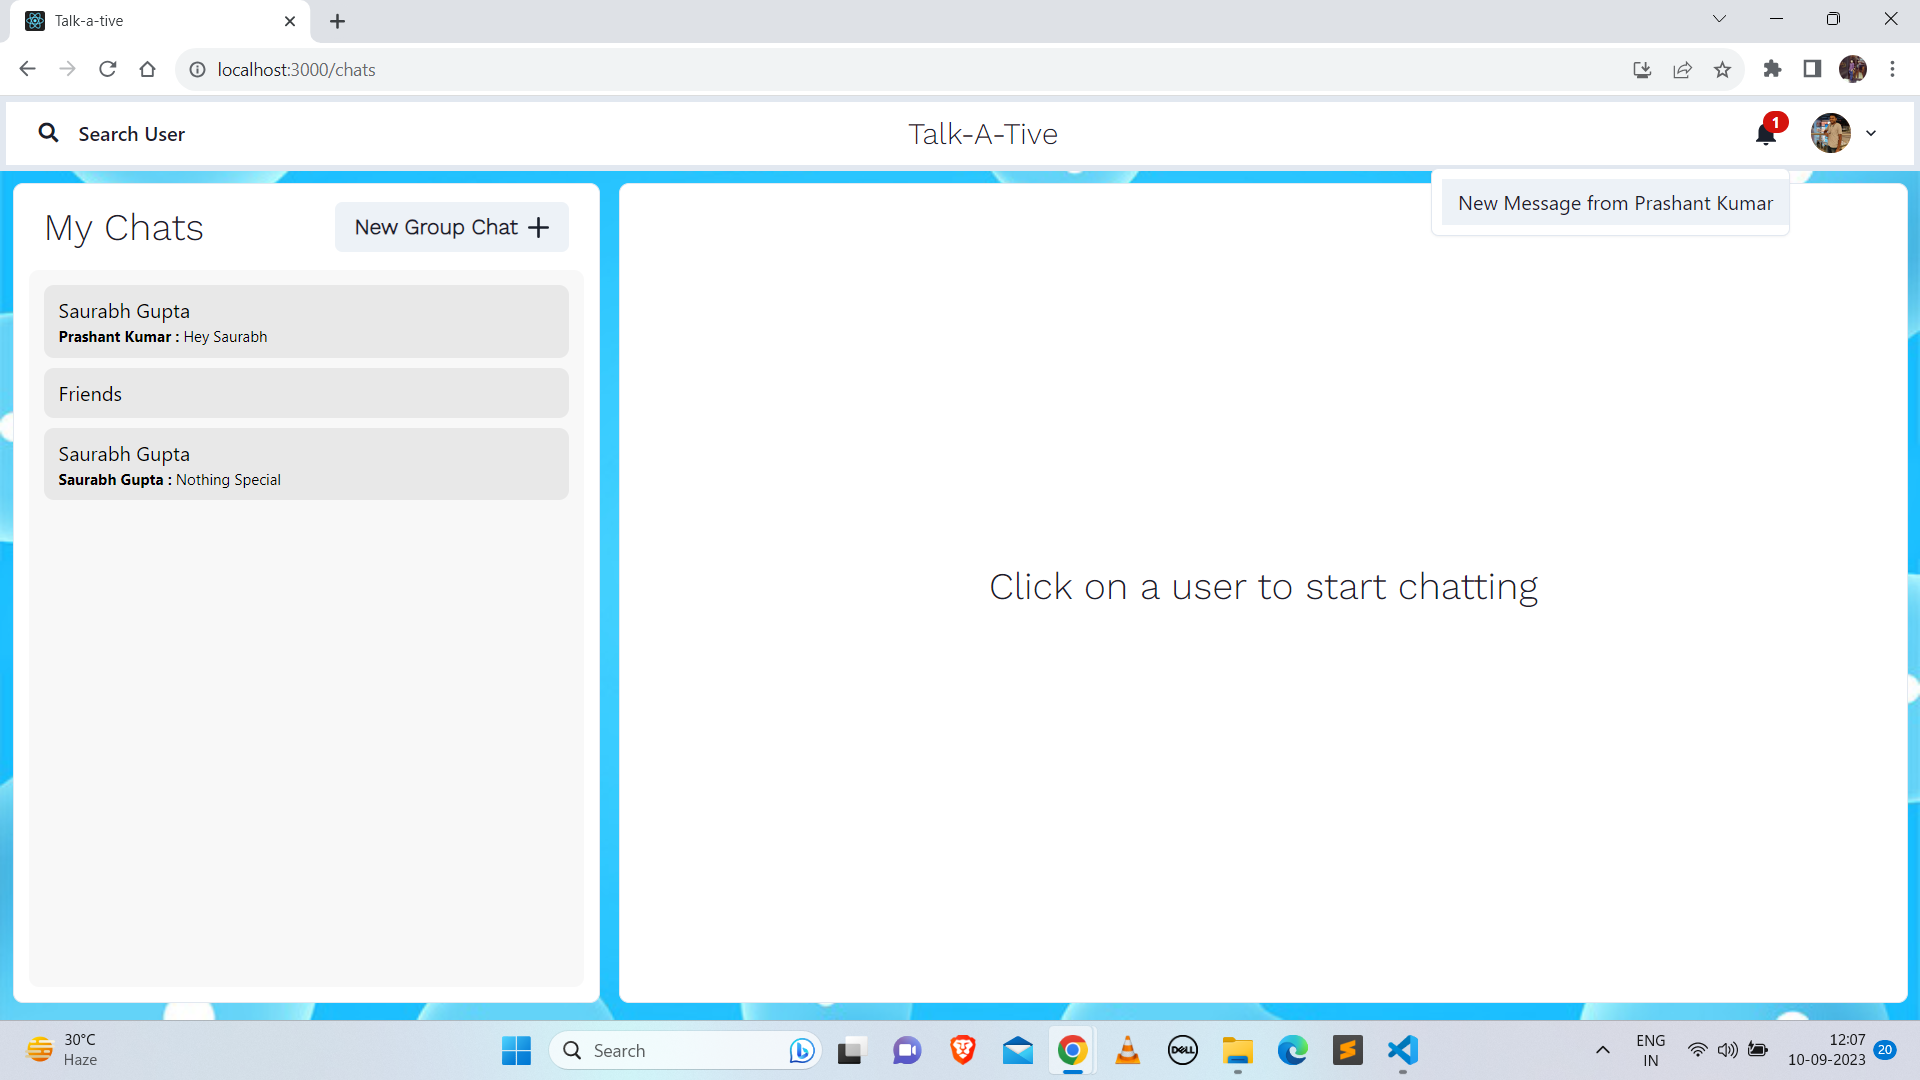 Talk-a-tive
localhost:3000/chats
Search User
Talk-A-Tive
1
New Message from Prashant Kumar
My Chats
New Group Chat
Saurabh Gupta
Prashant Kumar : Hey Saurabh
Friends
Saurabh Gupta
Saurabh Gupta : Nothing Special
Click on a user to start chatting
30°C
Haze
Search
DELL
ENG
IN
12:07
10-09-2023
20